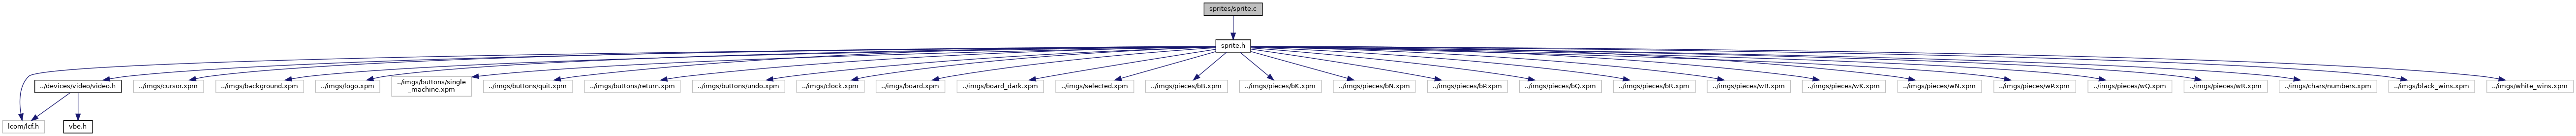 sprites/sprite.c
sprite.h
../devices/video/video.h
../imgs/cursor.xpm
../imgs/background.xpm
../imgs/logo.xpm
../imgs/buttons/single
_machine.xpm
../imgs/buttons/quit.xpm
../imgs/buttons/return.xpm
../imgs/buttons/undo.xpm
../imgs/clock.xpm
../imgs/board.xpm
../imgs/board_dark.xpm
../imgs/selected.xpm
../imgs/pieces/bB.xpm
../imgs/pieces/bK.xpm
../imgs/pieces/bN.xpm
../imgs/pieces/bP.xpm
../imgs/pieces/bQ.xpm
../imgs/pieces/bR.xpm
../imgs/pieces/wB.xpm
../imgs/pieces/wK.xpm
../imgs/pieces/wN.xpm
../imgs/pieces/wP.xpm
../imgs/pieces/wQ.xpm
../imgs/pieces/wR.xpm
../imgs/chars/numbers.xpm
../imgs/black_wins.xpm
../imgs/white_wins.xpm
lcom/lcf.h
vbe.h